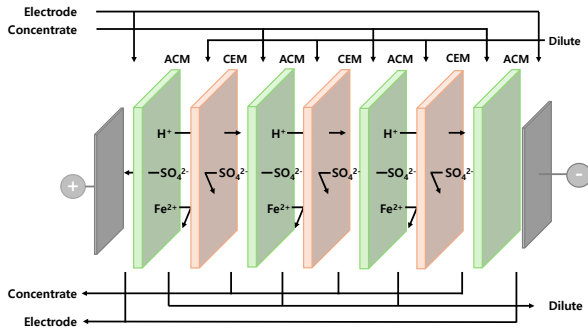 Electrode
Concentrate
Dilute
ACM CEM ACM CEM ACM CEM ACM
H⁺ H⁺ H⁺
SO₄²⁻ SO₄²⁻ SO₄²⁻ SO₄²⁻ SO₄²⁻ SO₄²⁻
+ -
Fe²⁺ Fe²⁺ Fe²⁺
Concentrate
Dilute
Electrode